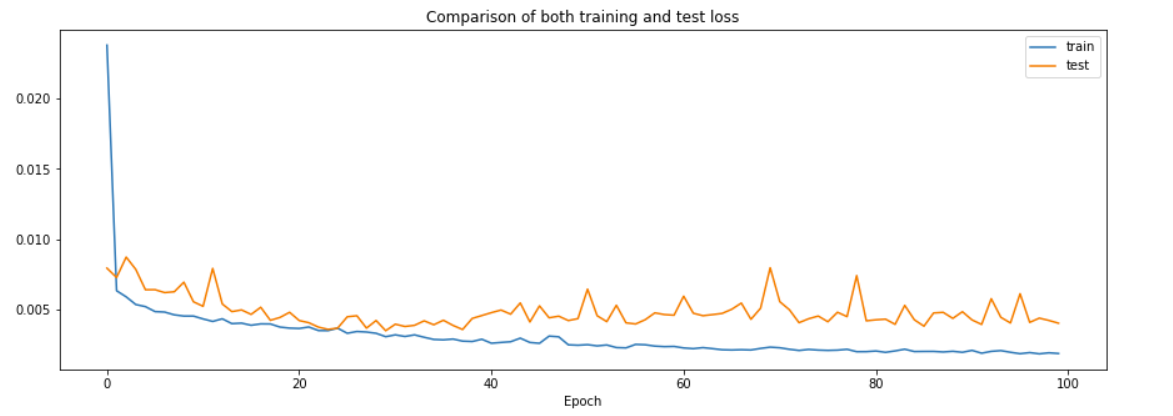 Comparison of both training and test loss
train
test
0.020
0.015
0.010
0.005
0 20 40 60 80 100
Epoch